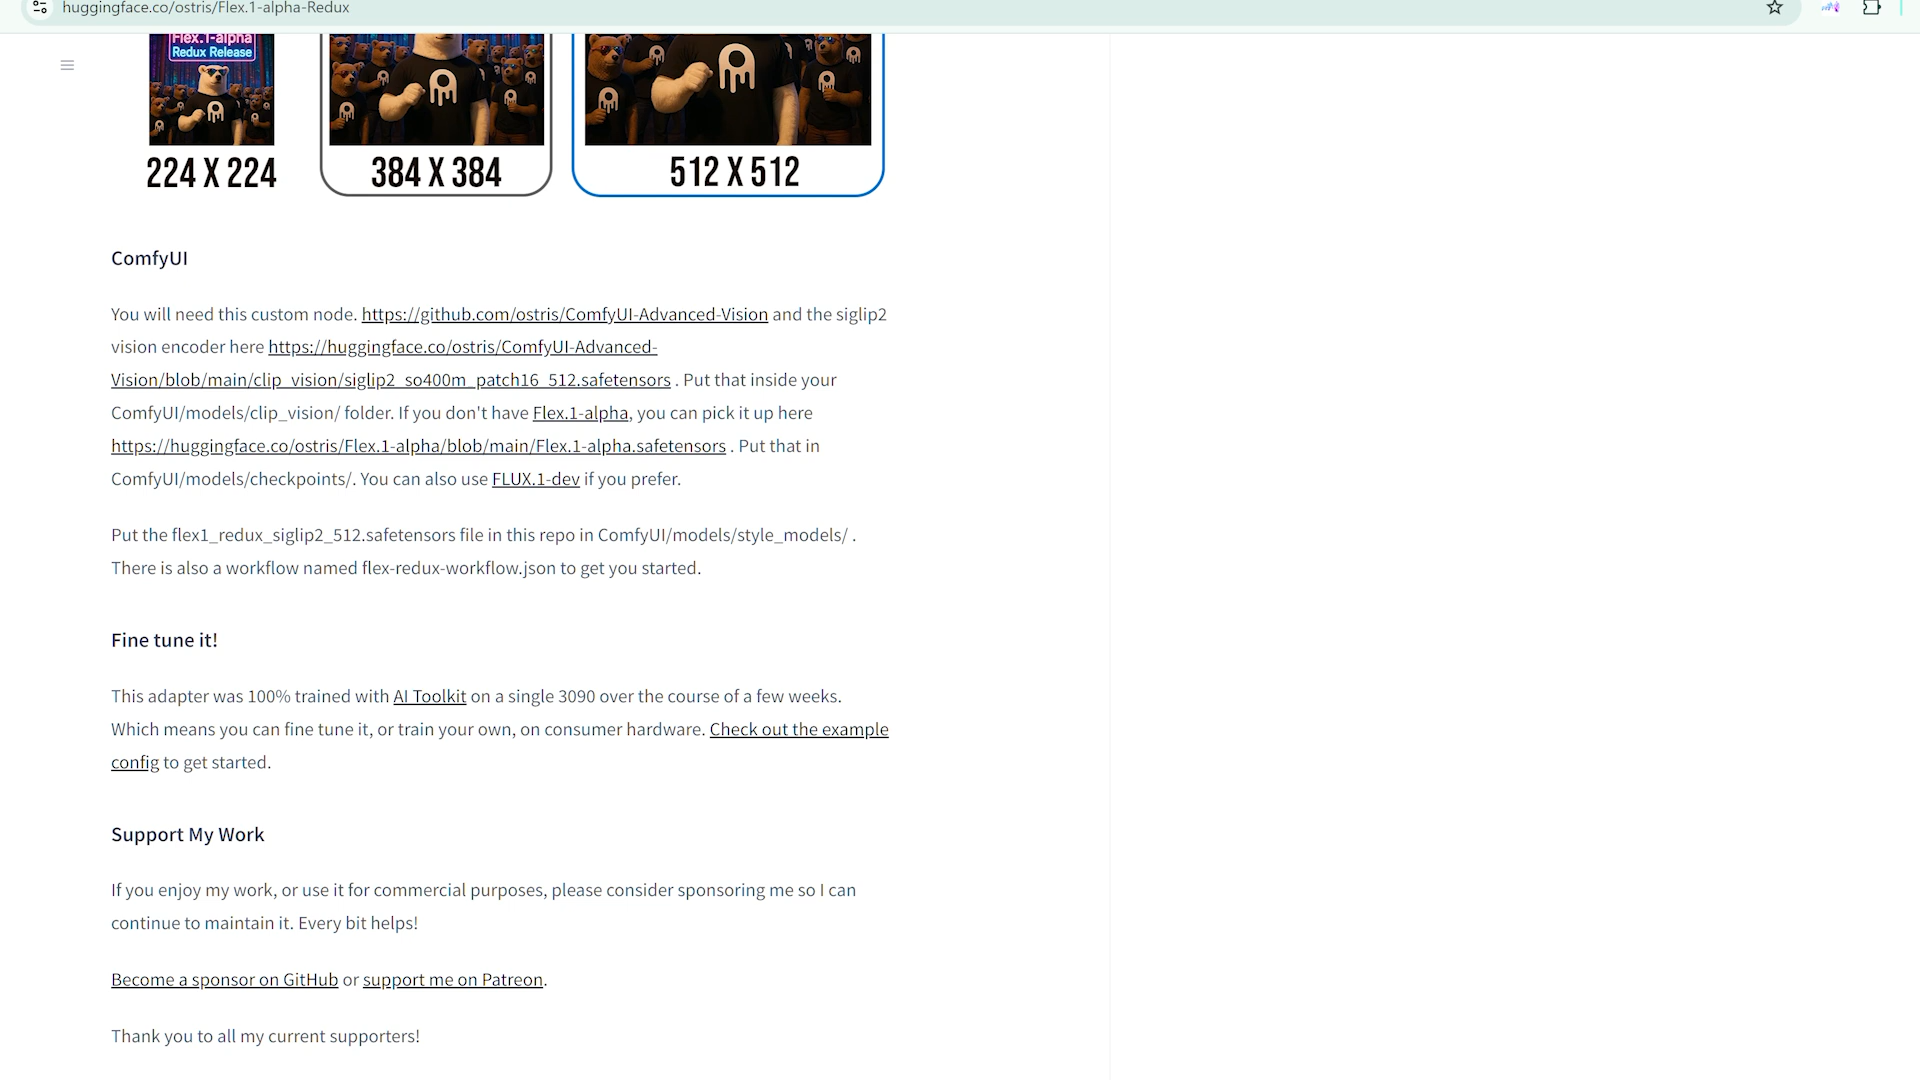 huggingface.co/ostris/Flex.1-alpha-Redux
Flex.1-alpha
Redux Release
224 X 224
384 X 384
512 X 512
ComfyUI
You will need this custom node. https://github.com/ostris/ComfyUI-Advanced-Vision and the siglip2
vision encoder here https://huggingface.co/ostris/ComfyUI-Advanced-
Vision/blob/main/clip_vision/siglip2_so400m_patch16_512.safetensors . Put that inside your
ComfyUI/models/clip_vision/ folder. If you don't have Flex.1-alpha, you can pick it up here
https://huggingface.co/ostris/Flex.1-alpha/blob/main/Flex.1-alpha.safetensors . Put that in
ComfyUI/models/checkpoints/. You can also use FLUX.1-dev if you prefer.
Put the flex1_redux_siglip2_512.safetensors file in this repo in ComfyUI/models/style_models/ .
There is also a workflow named flex-redux-workflow.json to get you started.
Fine tune it!
This adapter was 100% trained with AI Toolkit on a single 3090 over the course of a few weeks.
Which means you can fine tune it, or train your own, on consumer hardware. Check out the example
config to get started.
Support My Work
If you enjoy my work, or use it for commercial purposes, please consider sponsoring me so I can
continue to maintain it. Every bit helps!
Become a sponsor on GitHub or support me on Patreon.
Thank you to all my current supporters!